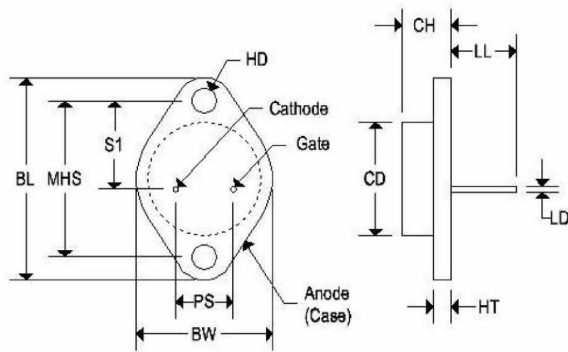 CH
LL
HD
Cathode
S1
Gate
BL
MHS
CD
LD
PS
Anode
(Case)
HT
BW